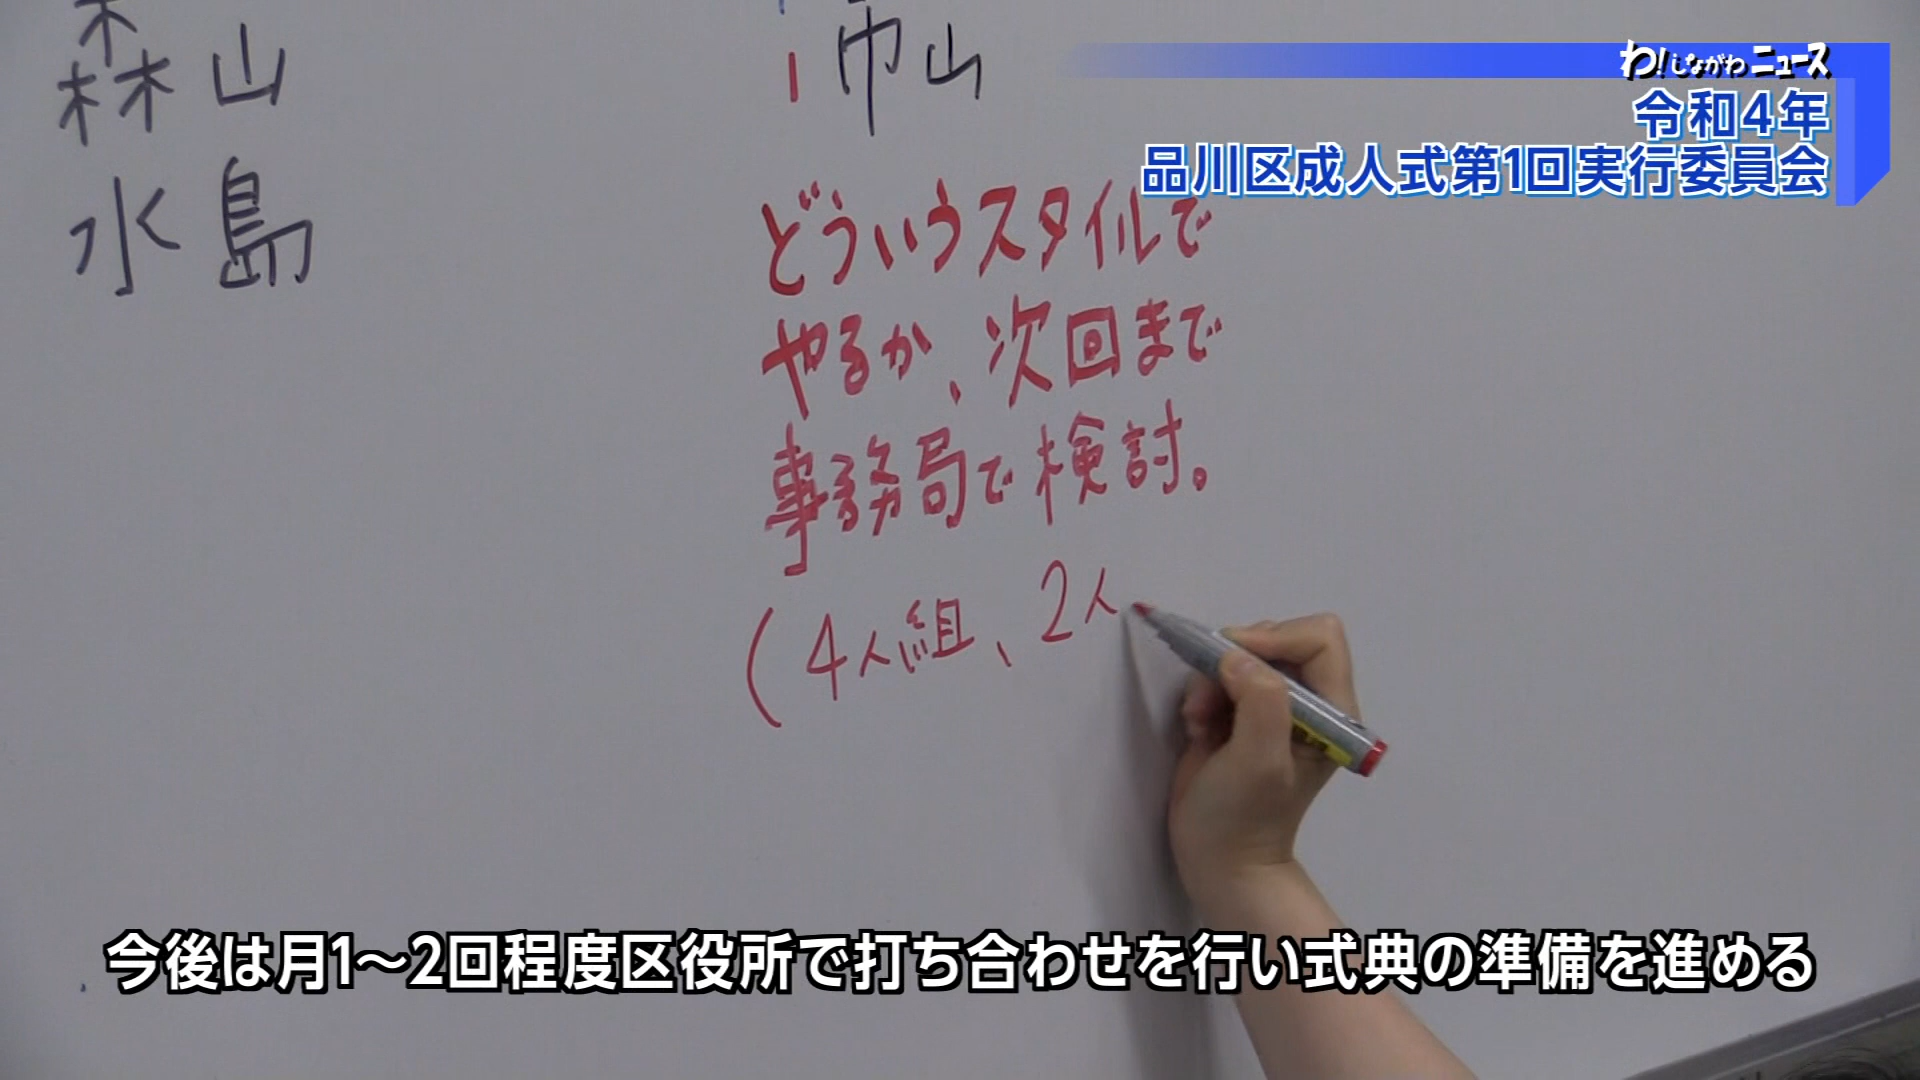 わ!しながわニュース
令和4年
品川区成人式第1回実行委員会
森山
水島
山
どういうスタイルで
やるか、次回まで
事務局で検討。
(4人組、2人
今後は月1～2回程度区役所で打ち合わせを行い式典の準備を進める